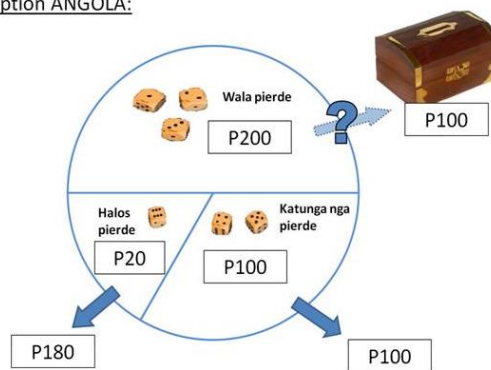 ption ANGOLA:
Wala pierde
P200
?
P100
Halos
pierde
P20
Katunga nga
pierde
P100
P180
P100